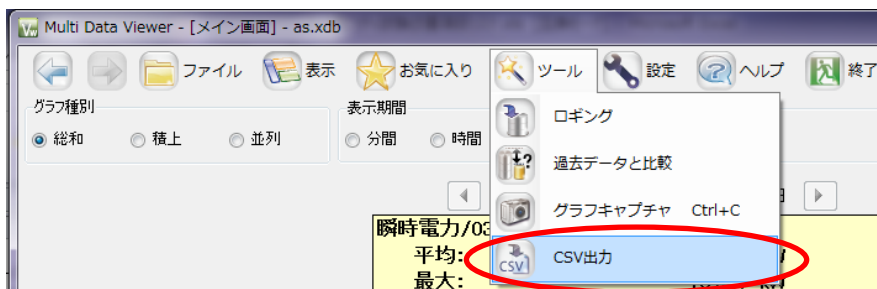 Multi Data Viewer - [メイン画面] - as.xdb
ファイル 表示 お気に入り ツール 設定 ヘルプ 終了
グラフ種別 表示期間
総和 積上 並列 分間 時間
ロギング
過去データと比較
グラフキャプチャ Ctrl+C
CSV出力
瞬時電力/03
平均:
最大: